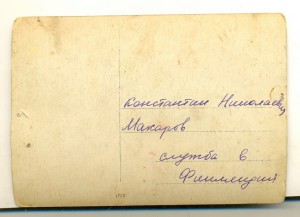 Константин Николаевич
Макаров
служба в
Финляндии